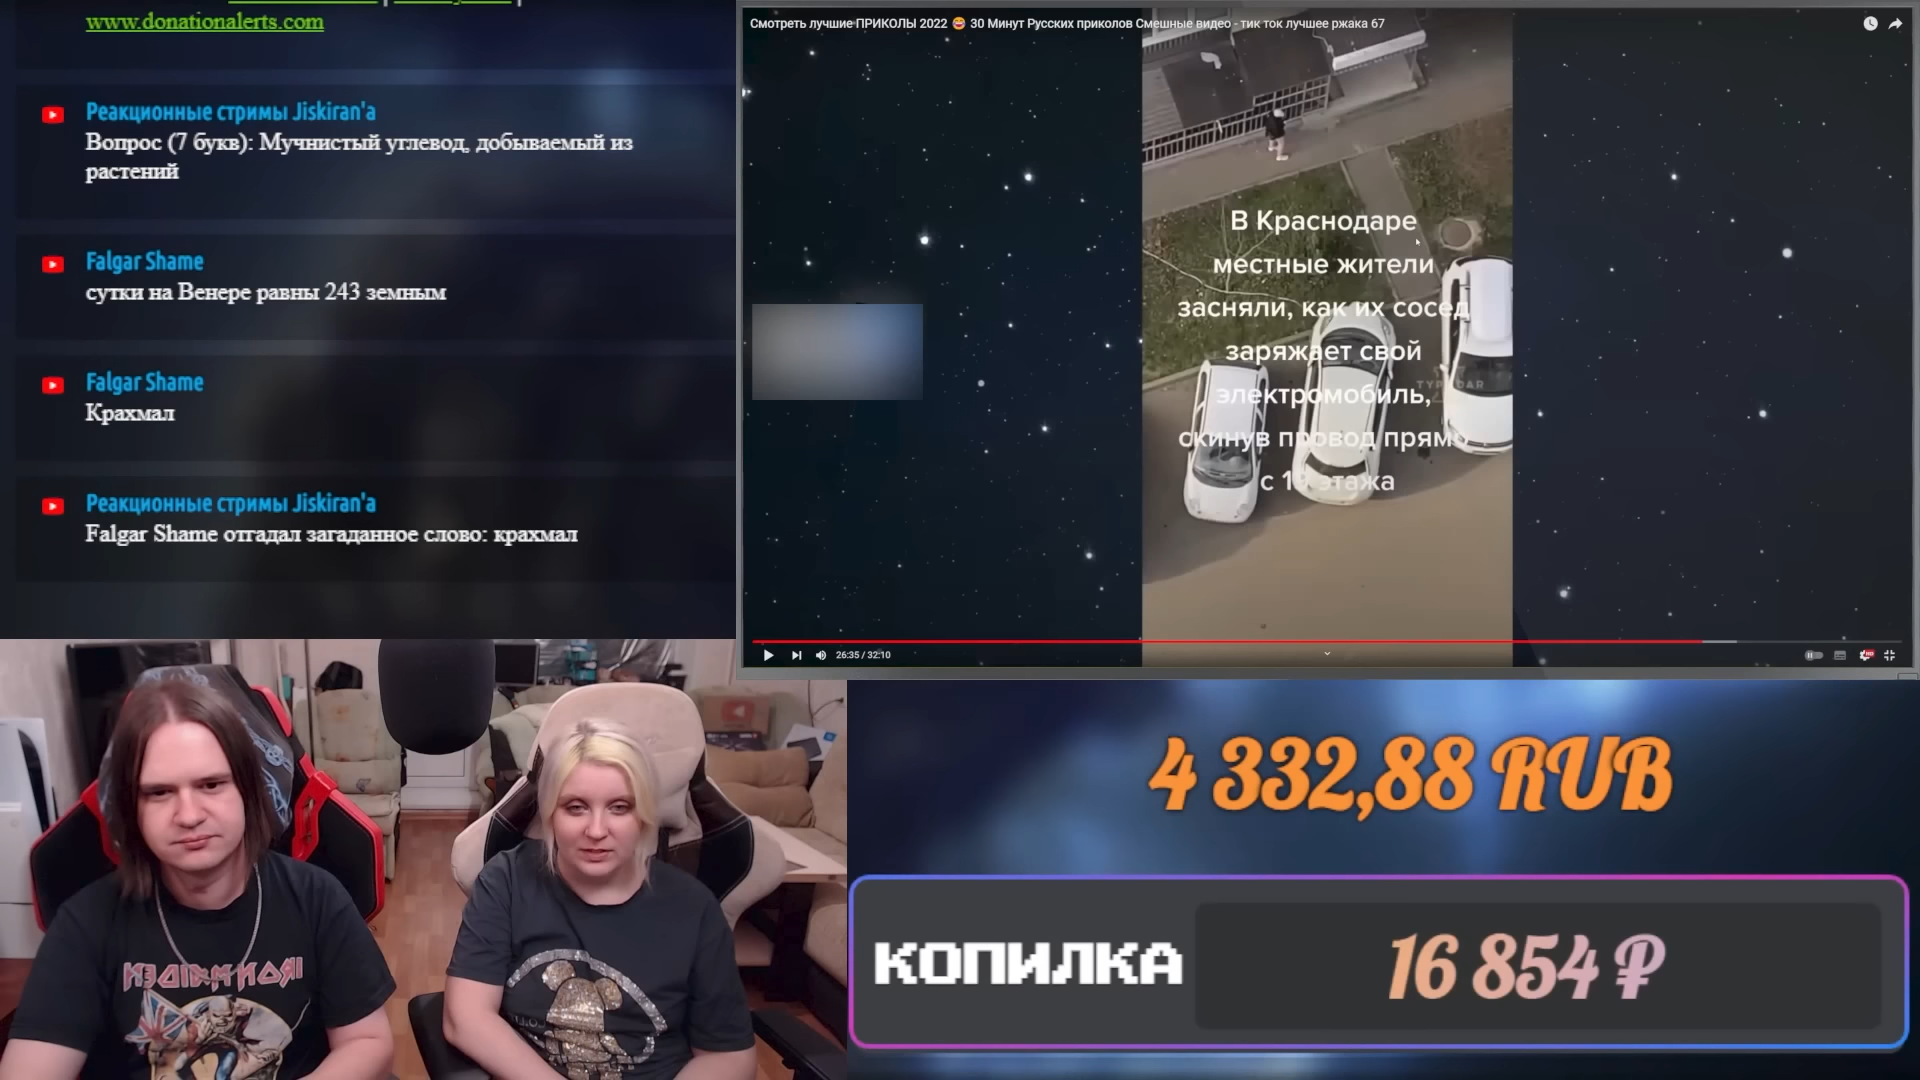 www.donationalerts.com
Реакционные стримы Jiskiran'а
Вопрос (7 букв): Мучнистый углевод, добываемый из
растений
Falgar Shame
сутки на Венере равны 243 земным
Falgar Shame
Крахмал
Реакционные стримы Jiskiran'а
Falgar Shame отгадал загаданное слово: крахмал
Смотреть лучшие ПРИКОЛЫ 2022 😁 30 Минут Русских приколов Смешные видео - тик ток лучшее ржака 67
В Краснодаре
местные жители
засняли, как их сосед
заряжает свой
электромобиль,
скинув провод прямо
с этажа
26:35 / 32:10
4 332,88 RUB
КОПИЛКА
16 854 ₽